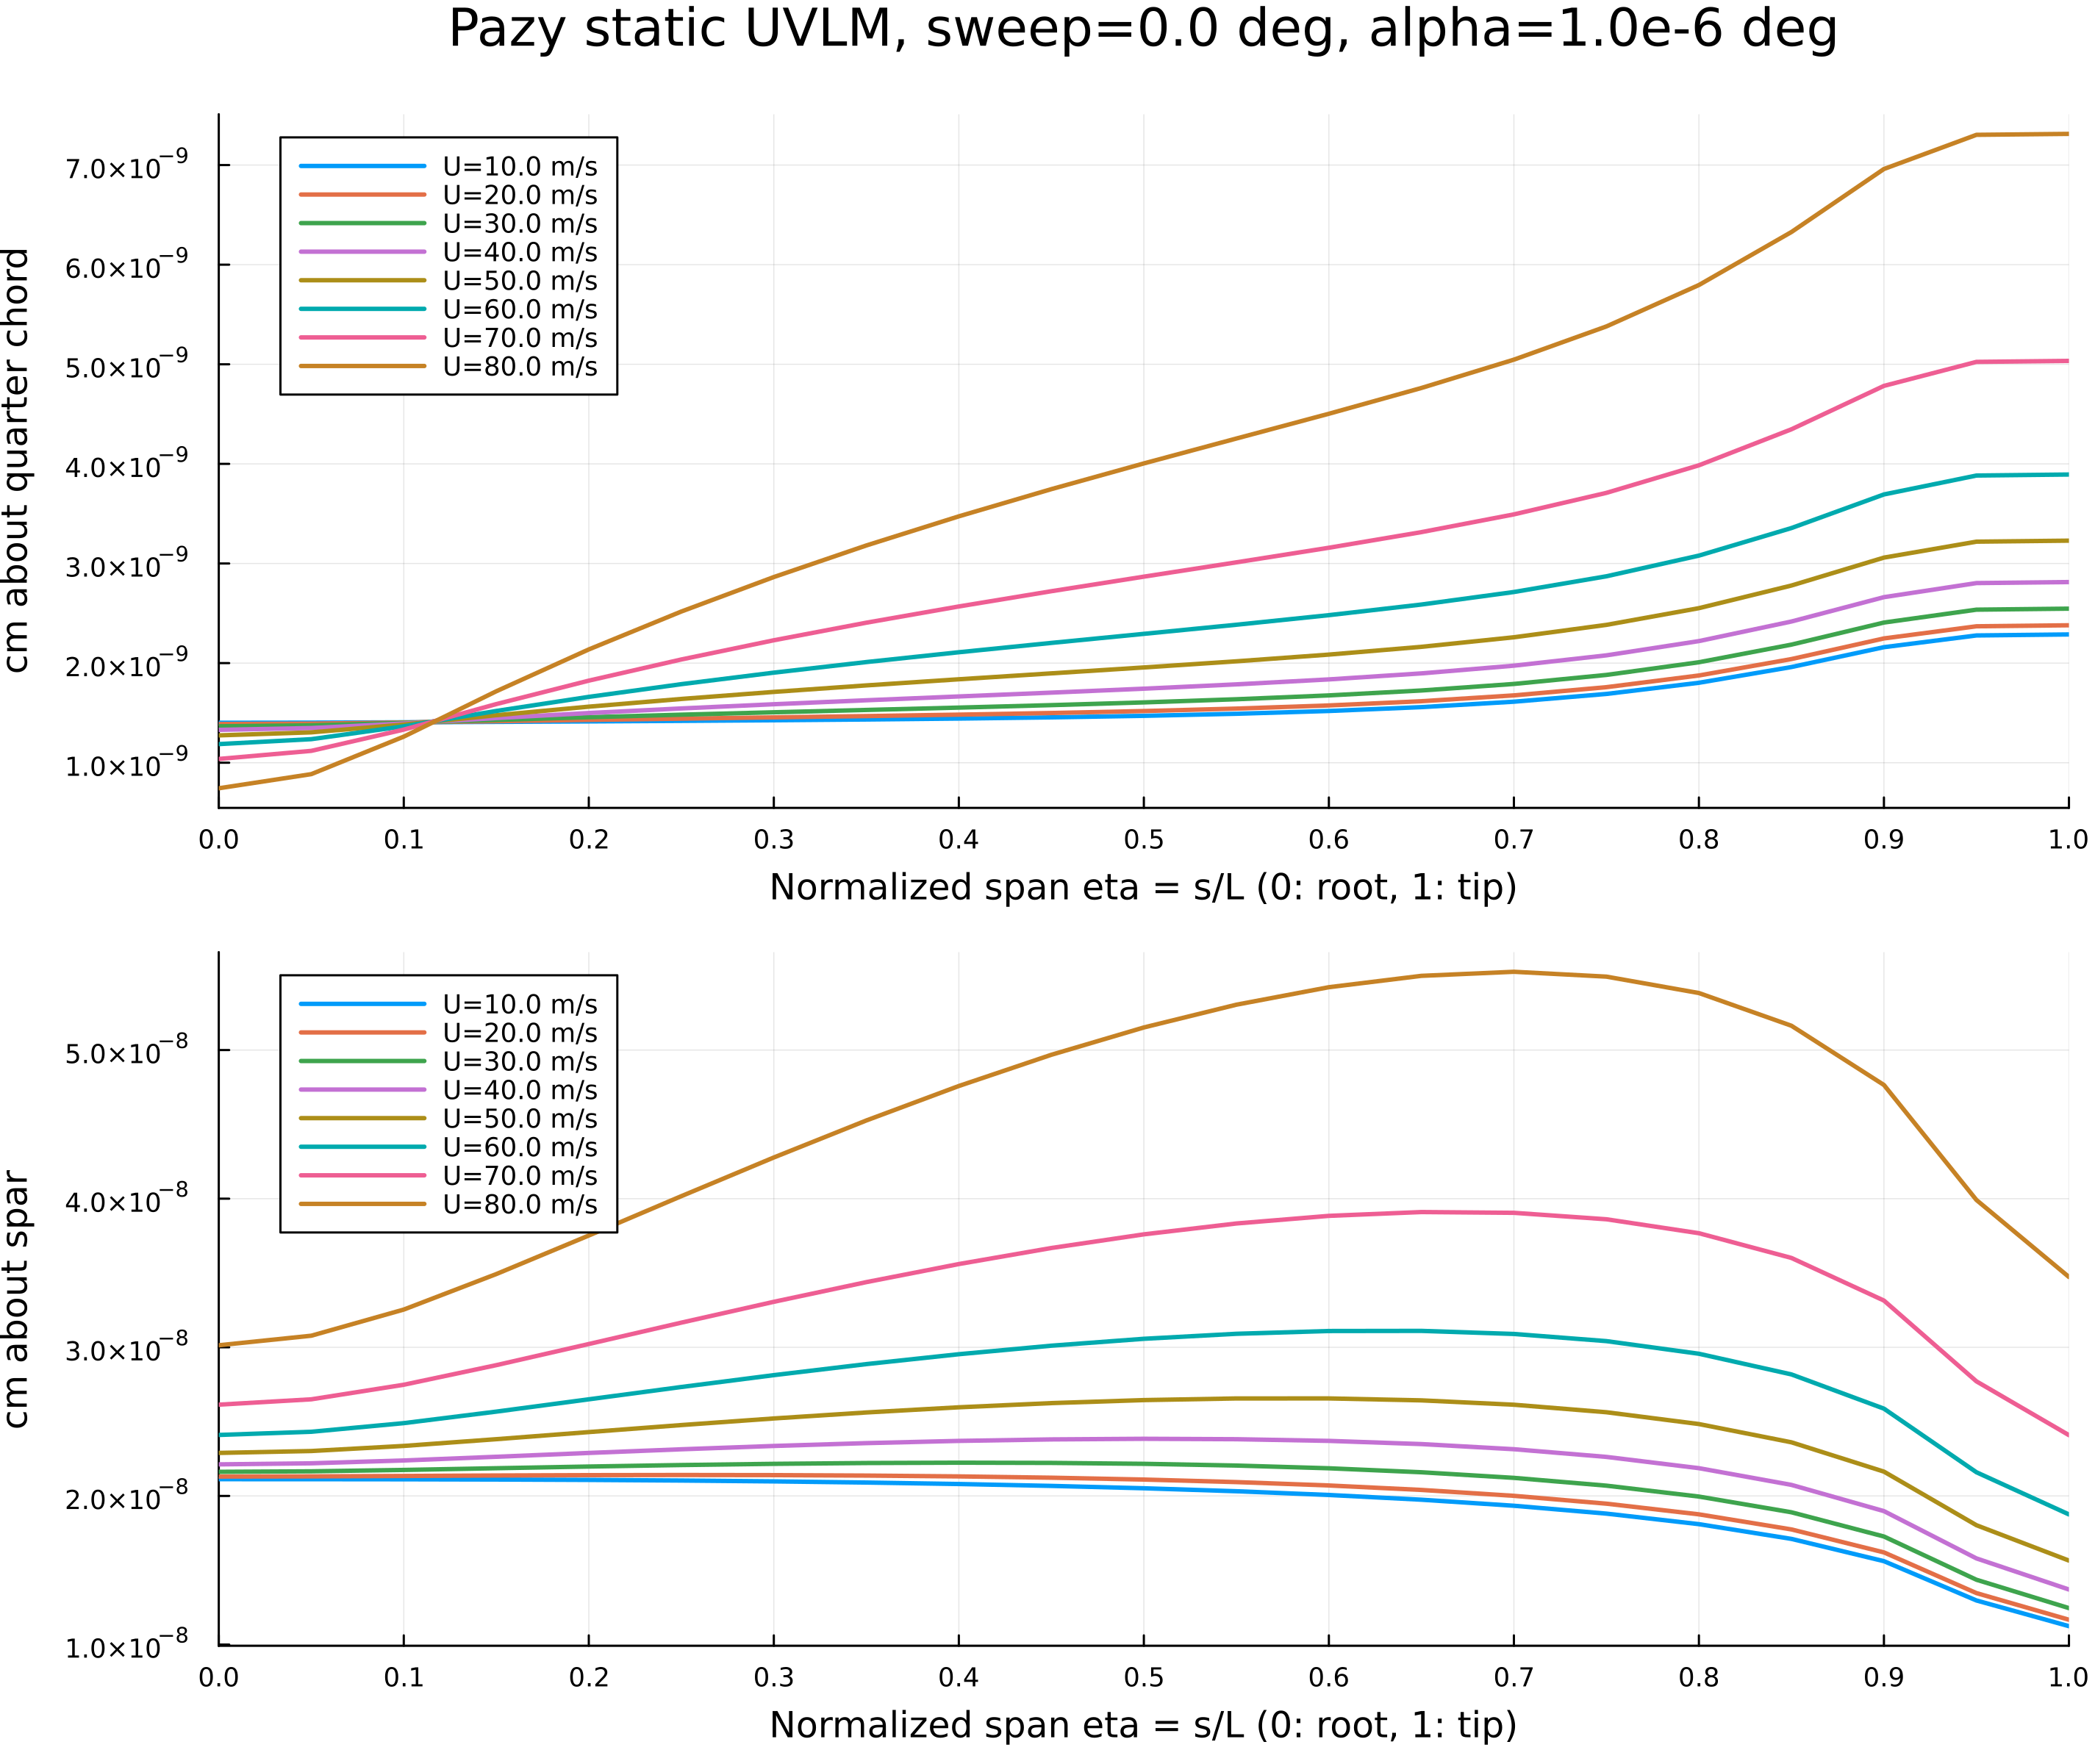 Pazy static UVLM, sweep=0.0 deg, alpha=1.0e-6 deg
cm about quarter chord
7.0×10⁻⁹
6.0×10⁻⁹
5.0×10⁻⁹
4.0×10⁻⁹
3.0×10⁻⁹
2.0×10⁻⁹
1.0×10⁻⁹
U=10.0 m/s
U=20.0 m/s
U=30.0 m/s
U=40.0 m/s
U=50.0 m/s
U=60.0 m/s
U=70.0 m/s
U=80.0 m/s
0.0 0.1 0.2 0.3 0.4 0.5 0.6 0.7 0.8 0.9 1.0
Normalized span eta = s/L (0: root, 1: tip)
cm about spar
5.0×10⁻⁸
4.0×10⁻⁸
3.0×10⁻⁸
2.0×10⁻⁸
1.0×10⁻⁸
U=10.0 m/s
U=20.0 m/s
U=30.0 m/s
U=40.0 m/s
U=50.0 m/s
U=60.0 m/s
U=70.0 m/s
U=80.0 m/s
0.0 0.1 0.2 0.3 0.4 0.5 0.6 0.7 0.8 0.9 1.0
Normalized span eta = s/L (0: root, 1: tip)